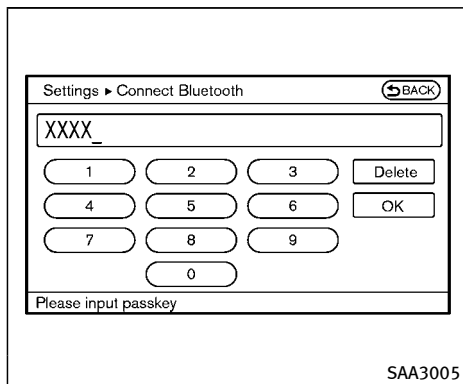 Settings ▸ Connect Bluetooth BACK
XXXX_
1 2 3 Delete
4 5 6 OK
7 8 9
0
Please input passkey
SAA3005